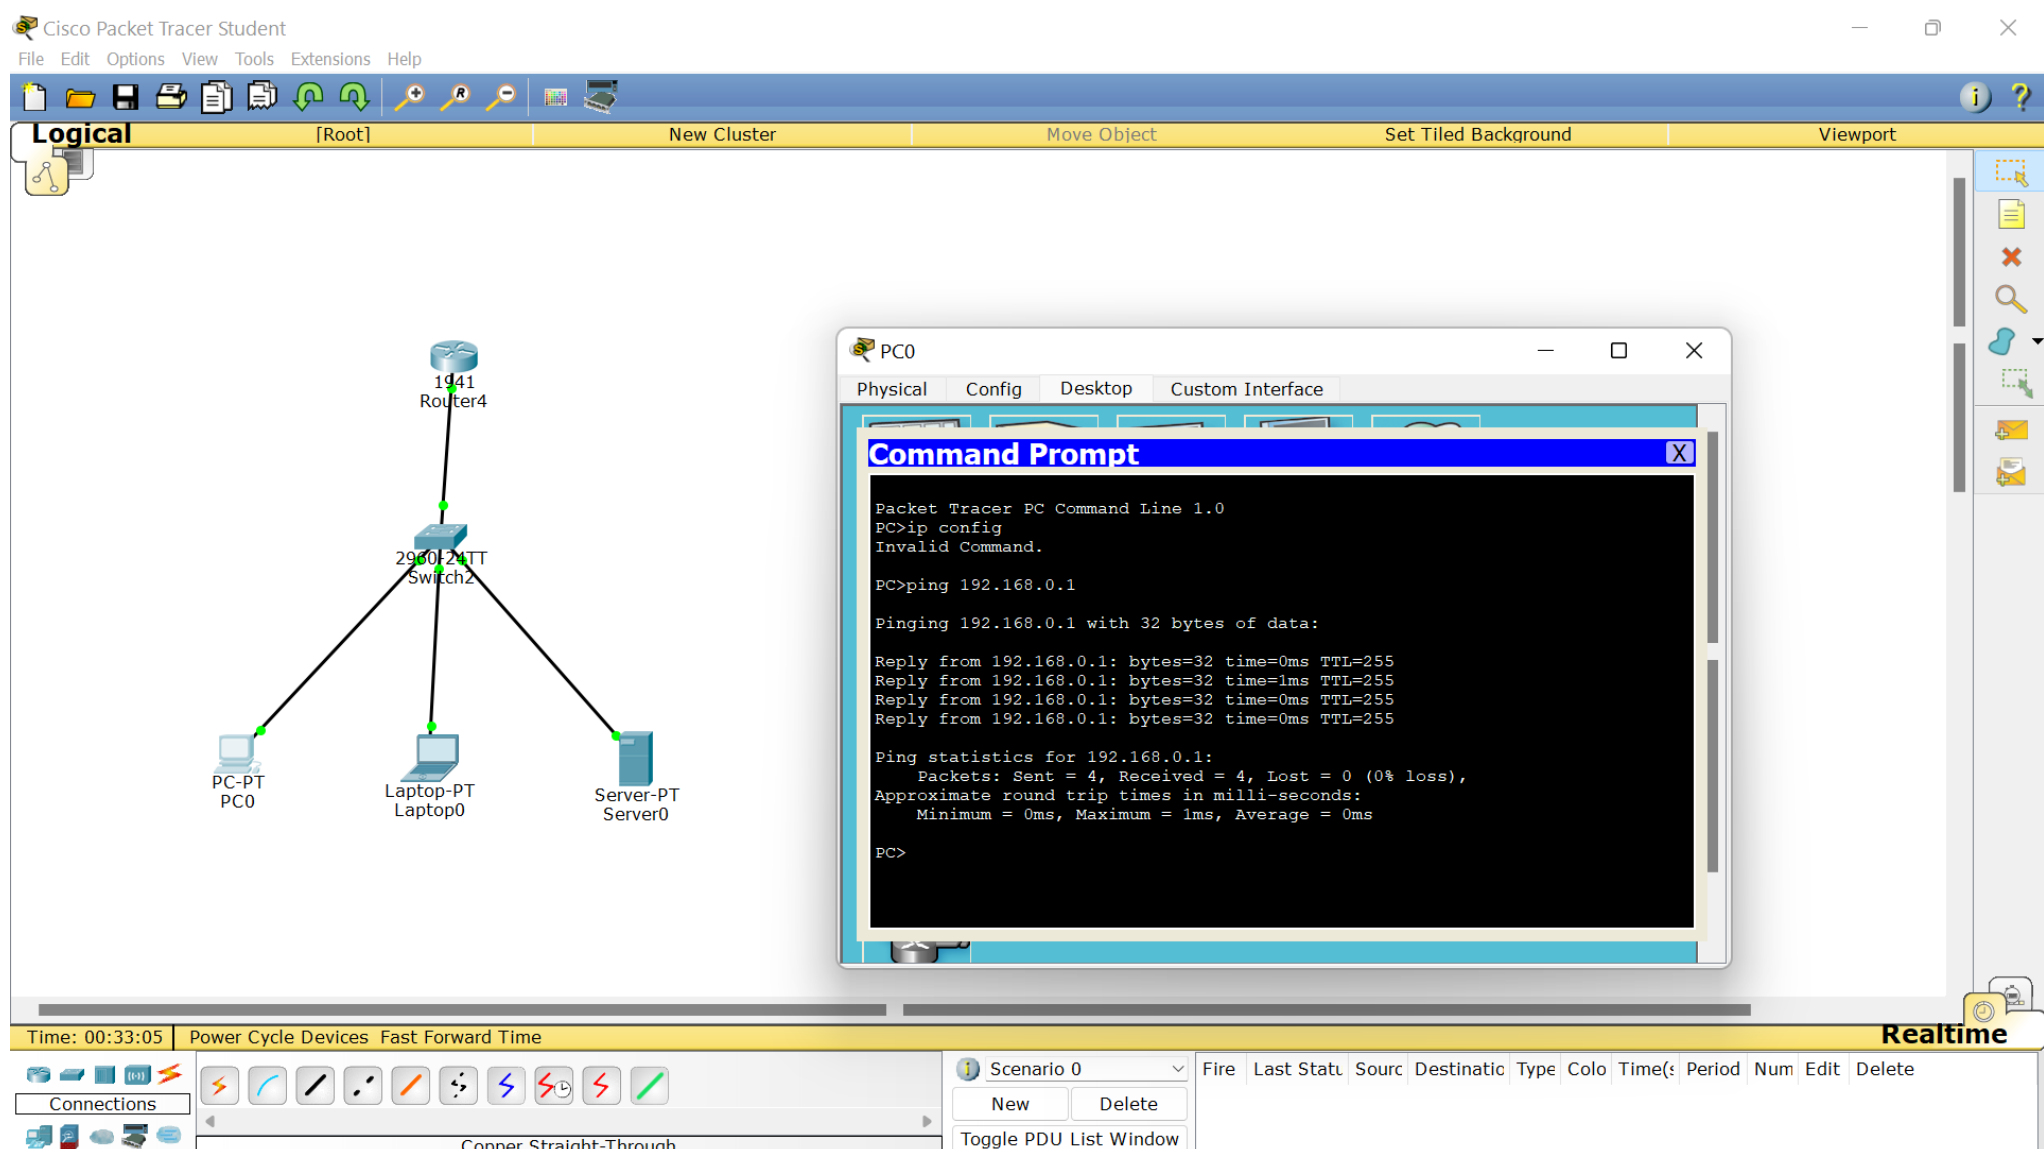 Cisco Packet Tracer Student
File Edit Options View Tools Extensions Help
Logical [Root] New Cluster Move Object Set Tiled Background Viewport
1941
Router4
2960-24TT
Switch2
PC-PT
PC0
Laptop-PT
Laptop0
Server-PT
Server0
PC0
Physical Config Desktop Custom Interface
Command Prompt X
Packet Tracer PC Command Line 1.0
PC>ip config
Invalid Command.
PC>ping 192.168.0.1
Pinging 192.168.0.1 with 32 bytes of data:
Reply from 192.168.0.1: bytes=32 time=0ms TTL=255
Reply from 192.168.0.1: bytes=32 time=1ms TTL=255
Reply from 192.168.0.1: bytes=32 time=0ms TTL=255
Reply from 192.168.0.1: bytes=32 time=0ms TTL=255
Ping statistics for 192.168.0.1:
Packets: Sent = 4, Received = 4, Lost = 0 (0% loss),
Approximate round trip times in milli-seconds:
Minimum = 0ms, Maximum = 1ms, Average = 0ms
PC>
Time: 00:33:05 Power Cycle Devices Fast Forward Time Realtime
Connections
Copper Straight-Through
Scenario 0
New Delete
Toggle PDU List Window
Fire Last Statu Sourc Destinatic Type Colo Time(s Period Num Edit Delete